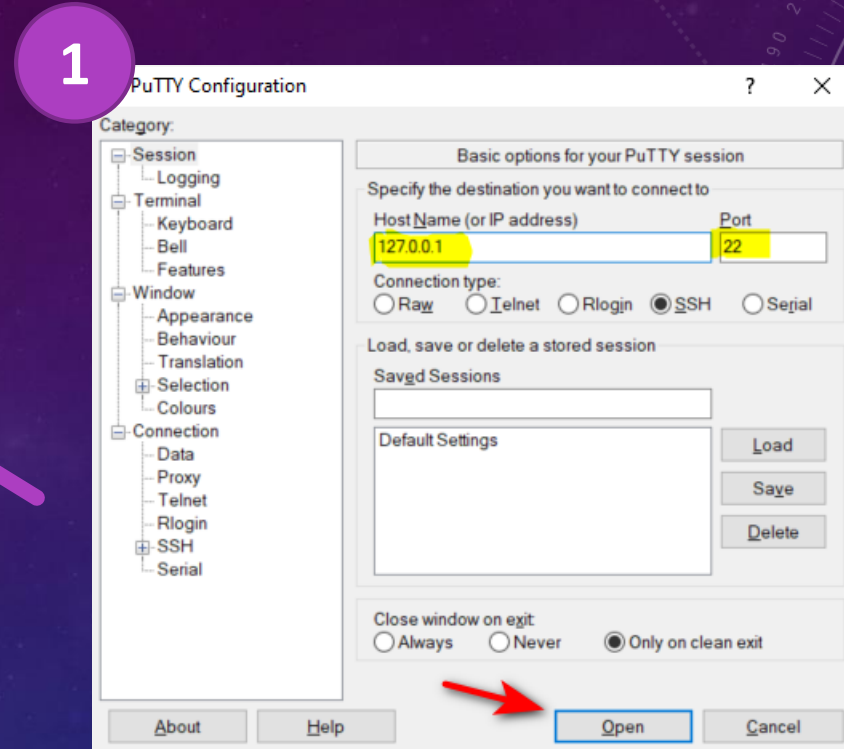 1
PuTTY Configuration ? X
Category:
Session
Logging
Terminal
Keyboard
Bell
Features
Window
Appearance
Behaviour
Translation
Selection
Colours
Connection
Data
Proxy
Telnet
Rlogin
SSH
Serial
Basic options for your PuTTY session
Specify the destination you want to connect to
Host Name (or IP address) Port
127.0.0.1 22
Connection type:
Raw Telnet Rlogin SSH Serial
Load, save or delete a stored session
Saved Sessions
Default Settings
Load
Save
Delete
Close window on exit:
Always Never Only on clean exit
About Help Open Cancel